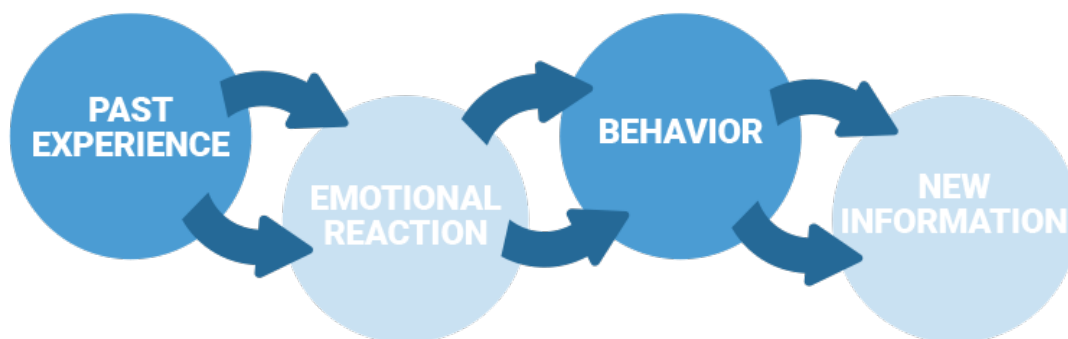 PAST
EXPERIENCE
EMOTIONAL
REACTION
BEHAVIOR
NEW
INFORMATION